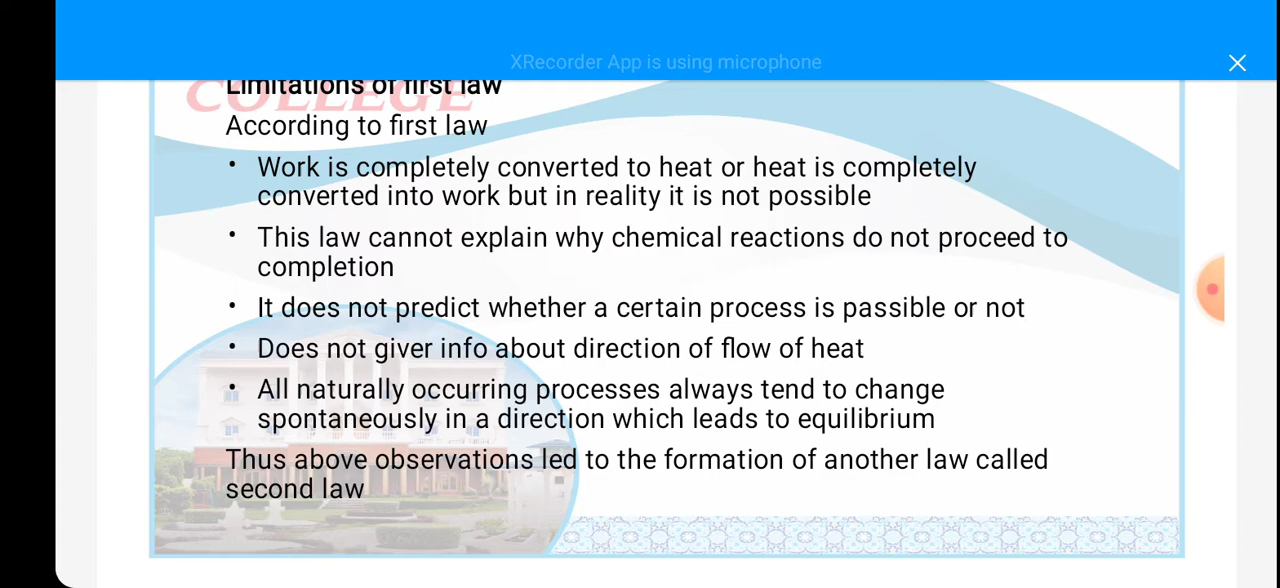 XRecorder App is using microphone
COLLEGE
Limitations of first law
According to first law
• Work is completely converted to heat or heat is completely
converted into work but in reality it is not possible
• This law cannot explain why chemical reactions do not proceed to
completion
• It does not predict whether a certain process is passible or not
• Does not giver info about direction of flow of heat
• All naturally occurring processes always tend to change
spontaneously in a direction which leads to equilibrium
Thus above observations led to the formation of another law called
second law